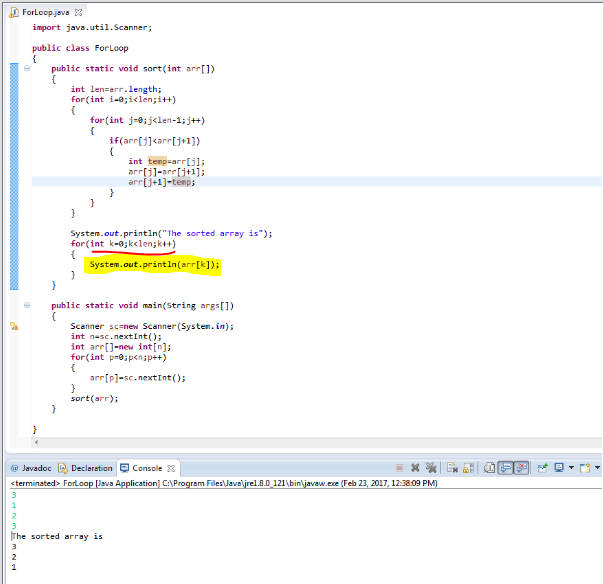 ForLoop.java
import java.util.Scanner;
public class ForLoop
{
public static void sort(int arr[])
{
int len=arr.length;
for(int i=0;i<len;i++)
{
for(int j=0;j<len-1;j++)
{
if(arr[j]<arr[j+1])
{
int temp=arr[j];
arr[j]=arr[j+1];
arr[j+1]=temp;
}
}
}
System.out.println("The sorted array is");
for(int k=0;k<len;k++)
{
System.out.println(arr[k]);
}
}
public static void main(String args[])
{
Scanner sc=new Scanner(System.in);
int n=sc.nextInt();
int arr[]=new int[n];
for(int p=0;p<n;p++)
{
arr[p]=sc.nextInt();
}
sort(arr);
}
}
@ Javadoc Declaration Console
<terminated> ForLoop [Java Application] C:\Program Files\Java\jre1.8.0_121\bin\javaw.exe (Feb 23, 2017, 12:38:09 PM)
3
1
2
3
The sorted array is
3
2
1